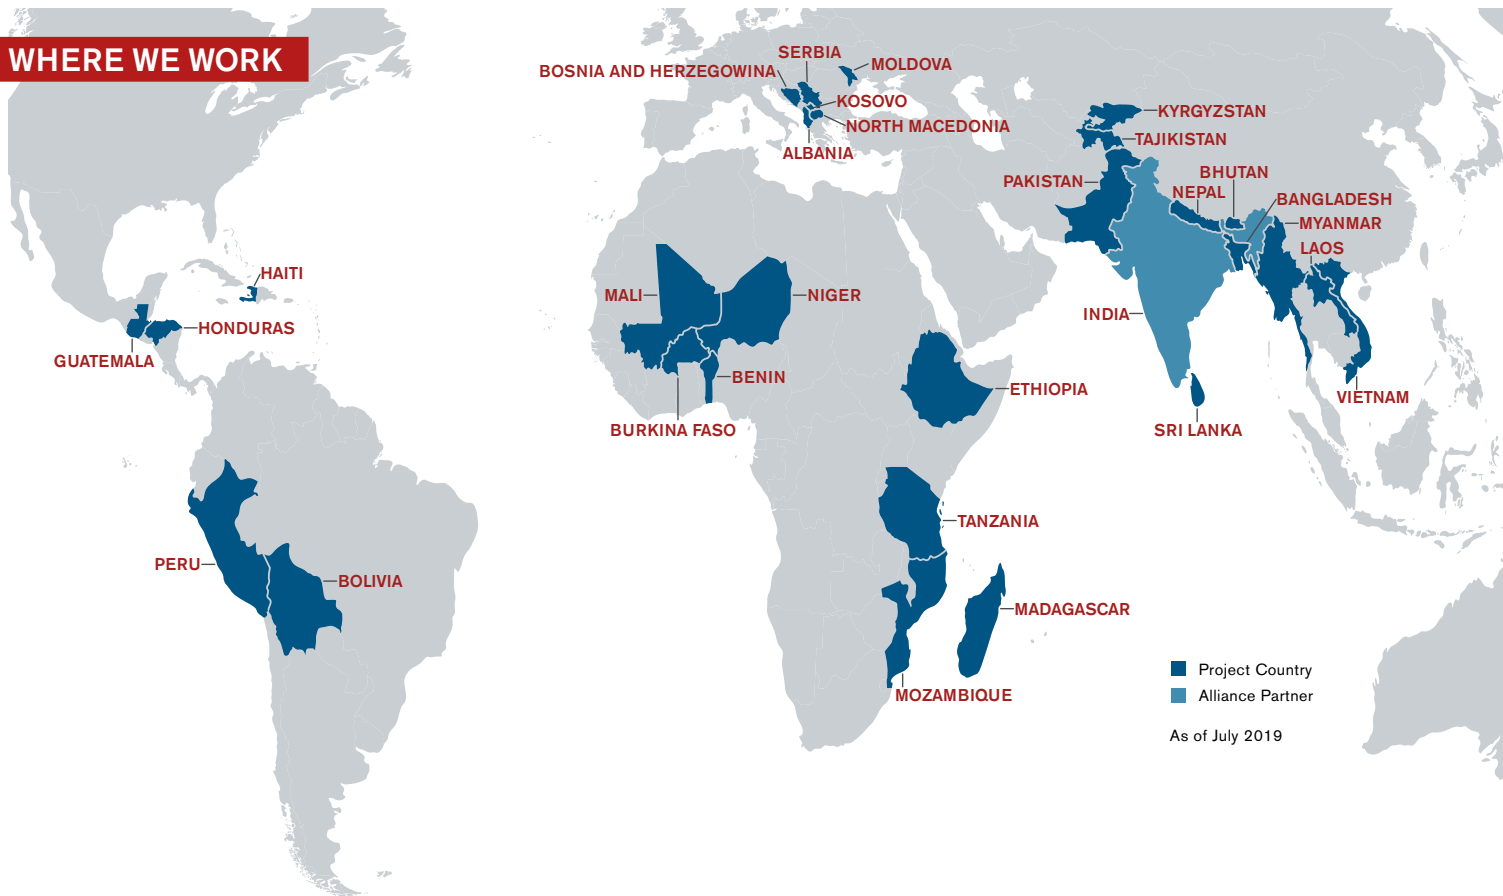 WHERE WE WORK
SERBIA
MOLDOVA
BOSNIA AND HERZEGOWINA
KOSOVO
NORTH MACEDONIA
ALBANIA
KYRGYZSTAN
TAJIKISTAN
PAKISTAN
BHUTAN
NEPAL
BANGLADESH
MYANMAR
LAOS
HAITI
MALI
NIGER
INDIA
HONDURAS
GUATEMALA
BENIN
ETHIOPIA
VIETNAM
BURKINA FASO
SRI LANKA
TANZANIA
PERU
BOLIVIA
MADAGASCAR
MOZAMBIQUE
Project Country
Alliance Partner
As of July 2019